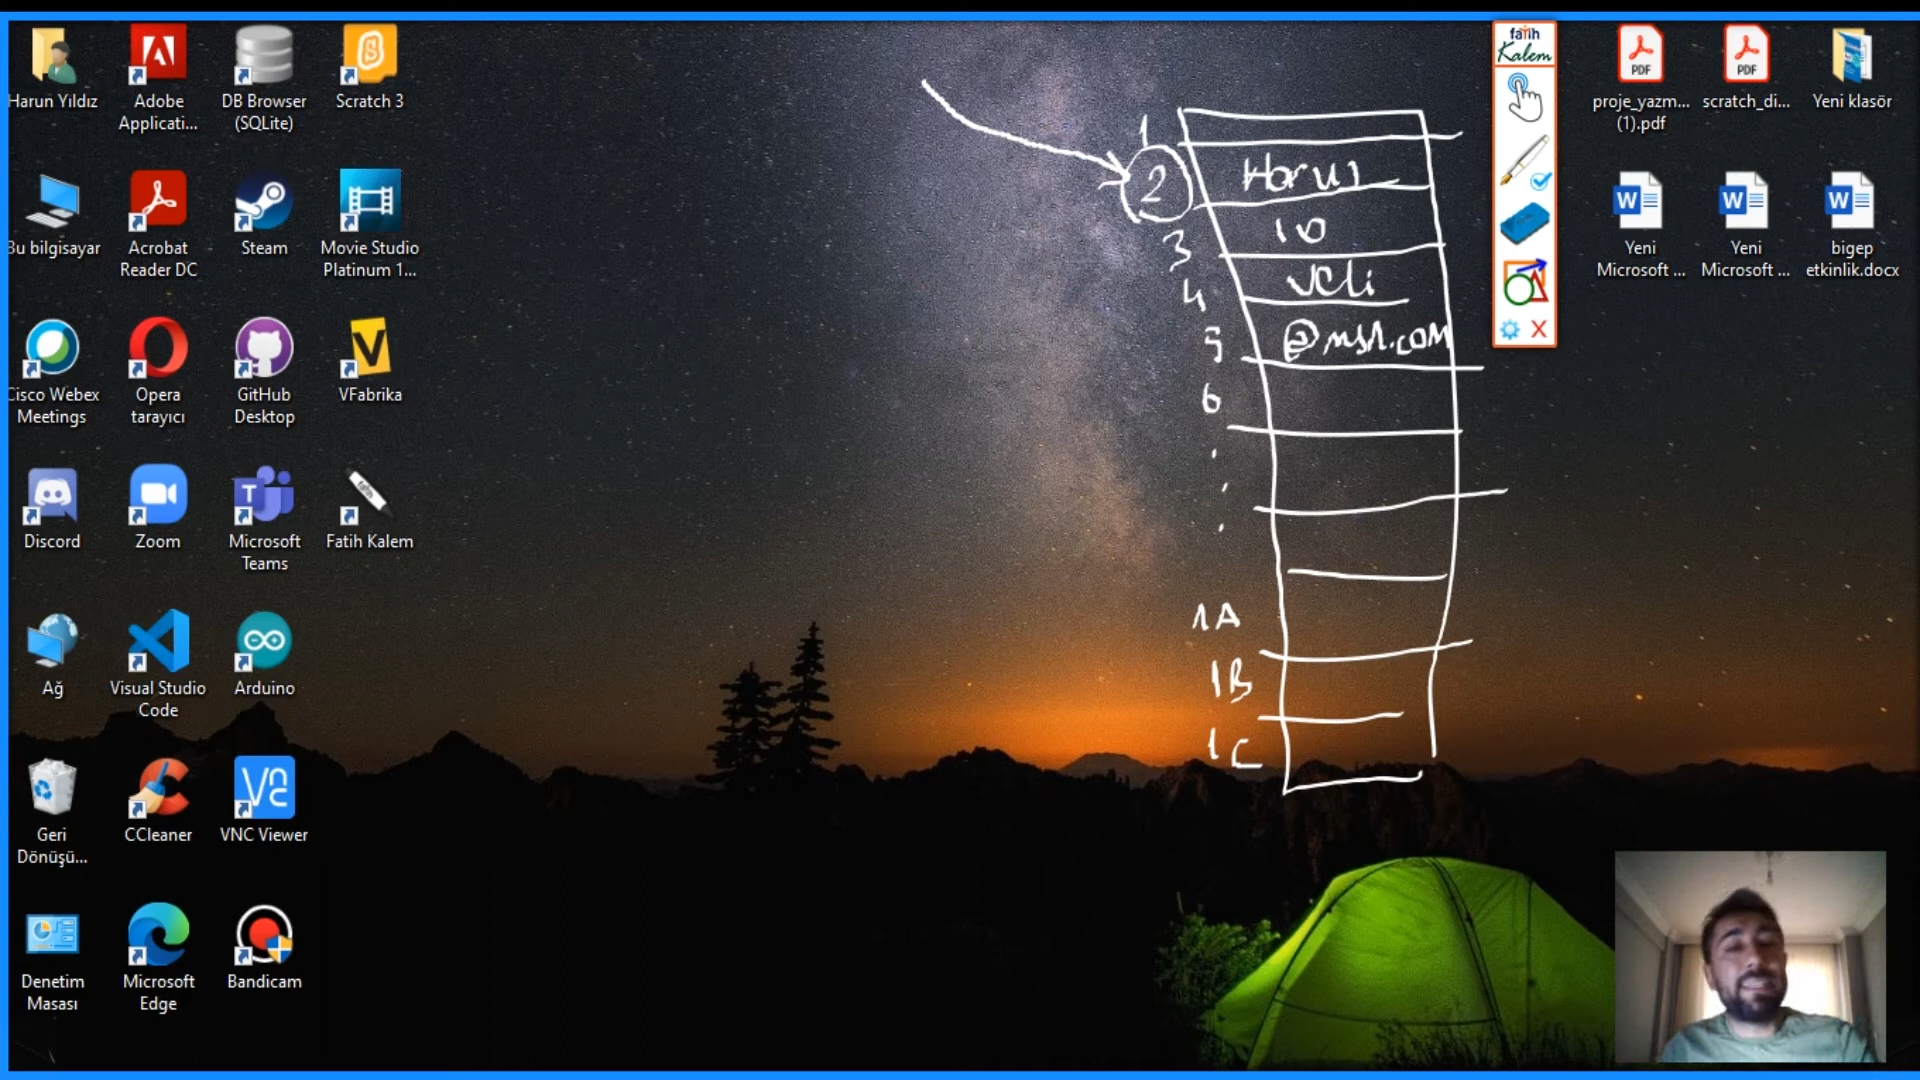 Harun Yıldız
Adobe
Applicati...
DB Browser
(SQLite)
Scratch 3
Bu bilgisayar
Acrobat
Reader DC
Steam
Movie Studio
Platinum 1...
Cisco Webex
Meetings
Opera
tarayıcı
GitHub
Desktop
VFabrika
Discord
Zoom
Microsoft
Teams
Fatih Kalem
Ağ
Visual Studio
Code
Arduino
Geri
Dönüşü...
CCleaner
VNC Viewer
Denetim
Masası
Microsoft
Edge
Bandicam
1
2
Harun
3
10
4
veli
5
@msn.com
6
1A
1B
1C
fatih
Kalem
PDF
proje_yazm...
(1).pdf
PDF
scratch_di...
Yeni klasör
W
Yeni
Microsoft ...
W
Yeni
Microsoft ...
W
bigep
etkinlik.docx